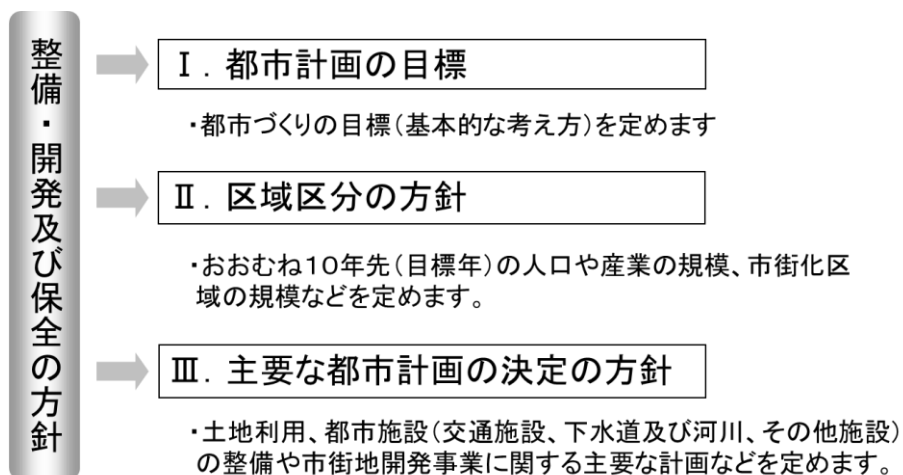 整備・開発及び保全の方針
Ⅰ．都市計画の目標
・都市づくりの目標（基本的な考え方）を定めます
Ⅱ．区域区分の方針
・おおむね１０年先（目標年）の人口や産業の規模、市街化区
域の規模などを定めます。
Ⅲ．主要な都市計画の決定の方針
・土地利用、都市施設（交通施設、下水道及び河川、その他施設）
の整備や市街地開発事業に関する主要な計画などを定めます。